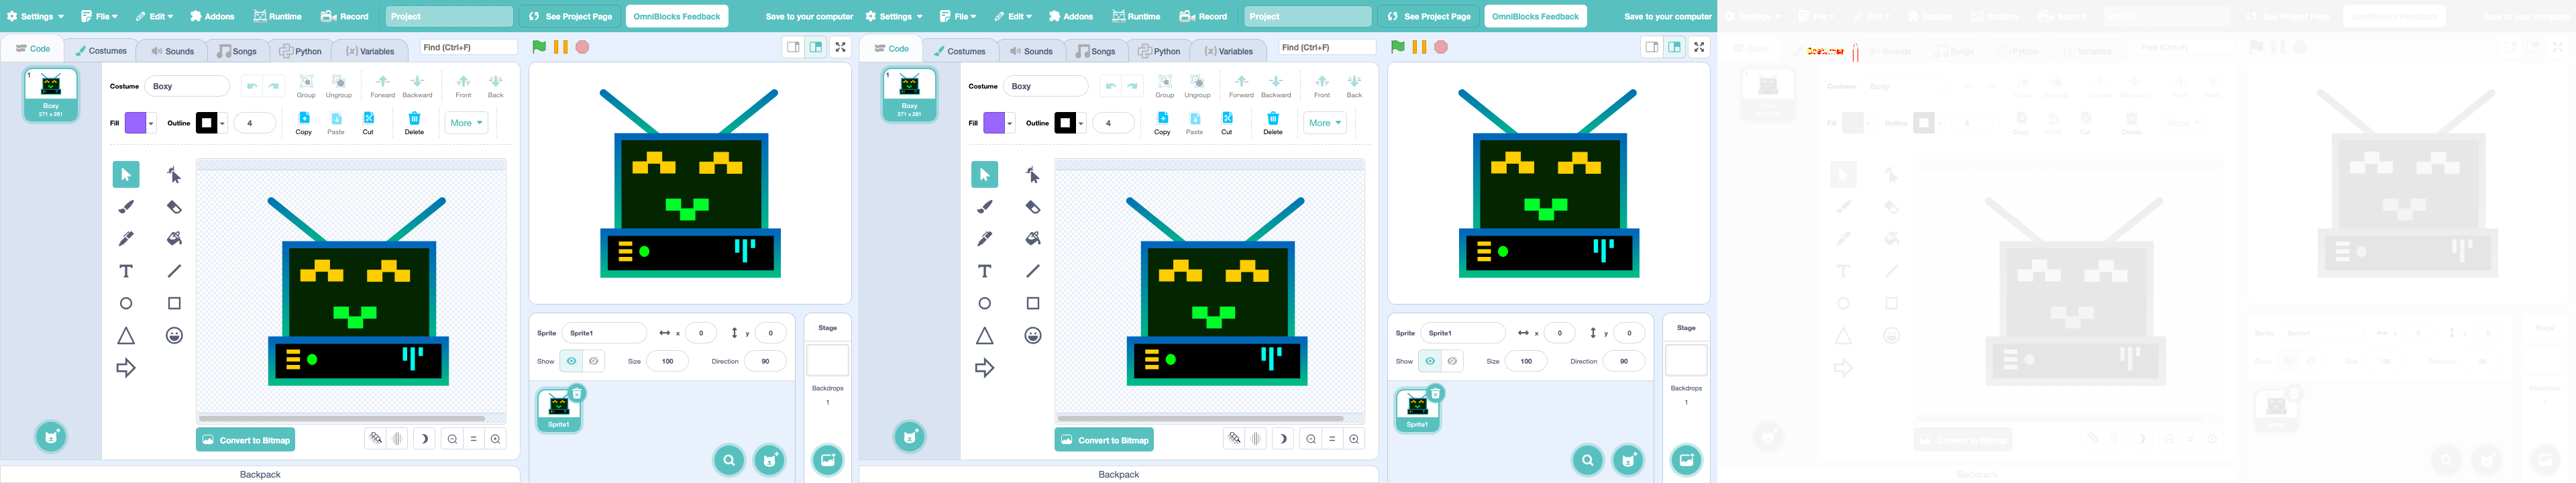 Settings File Edit Addons Runtime Record Project See Project Page OmniBlocks Feedback Save to your computer
Code Costumes Sounds Songs Python (x) Variables Find (Ctrl+F)
1
Boxy
271 x 281
Costume Boxy Group Ungroup Forward Backward Front Back
Fill Outline 4 Copy Paste Cut Delete More
T
Convert to Bitmap
Backpack
Sprite Sprite1 x 0 y 0
Show Size 100 Direction 90
Sprite1
Stage
Backdrops
1
Settings File Edit Addons Runtime Record Project See Project Page OmniBlocks Feedback Save to your computer
Code Costumes Sounds Songs Python (x) Variables Find (Ctrl+F)
1
Boxy
271 x 281
Costume Boxy Group Ungroup Forward Backward Front Back
Fill Outline 4 Copy Paste Cut Delete More
T
Convert to Bitmap
Backpack
Sprite Sprite1 x 0 y 0
Show Size 100 Direction 90
Sprite1
Stage
Backdrops
1
Costumes